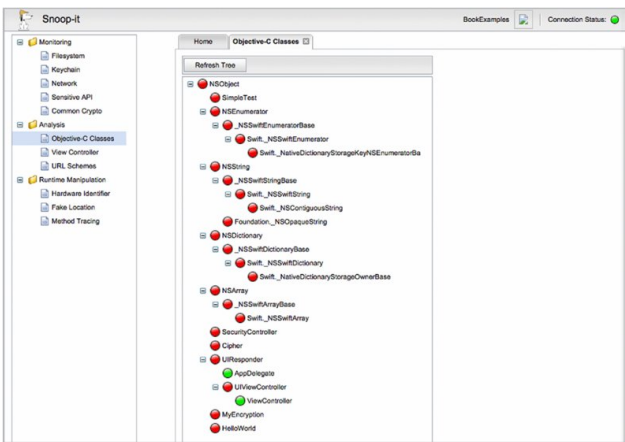 Snoop-it
BookExamples
Connection Status:
Monitoring
Filesystem
Keychain
Network
Sensitive API
Common Crypto
Analysis
Objective-C Classes
View Controller
URL Schemes
Runtime Manipulation
Hardware Identifier
Fake Location
Method Tracing
Home
Objective-C Classes
Refresh Tree
NSObject
SimpleTest
NSEnumerator
_NSSwiftEnumeratorBase
Swift._NSSwiftEnumerator
Swift._NativeDictionaryStorageKeyNSEnumeratorBa
NSString
_NSSwiftStringBase
Swift._NSSwiftString
Swift._NSContiguousString
Foundation._NSOpaqueString
NSDictionary
_NSSwiftDictionaryBase
Swift._NSSwiftDictionary
Swift._NativeDictionaryStorageOwnerBase
NSArray
_NSSwiftArrayBase
Swift._NSSwiftArray
SecurityController
Cipher
UIResponder
AppDelegate
UIViewController
ViewController
MyEncryption
HelloWorld